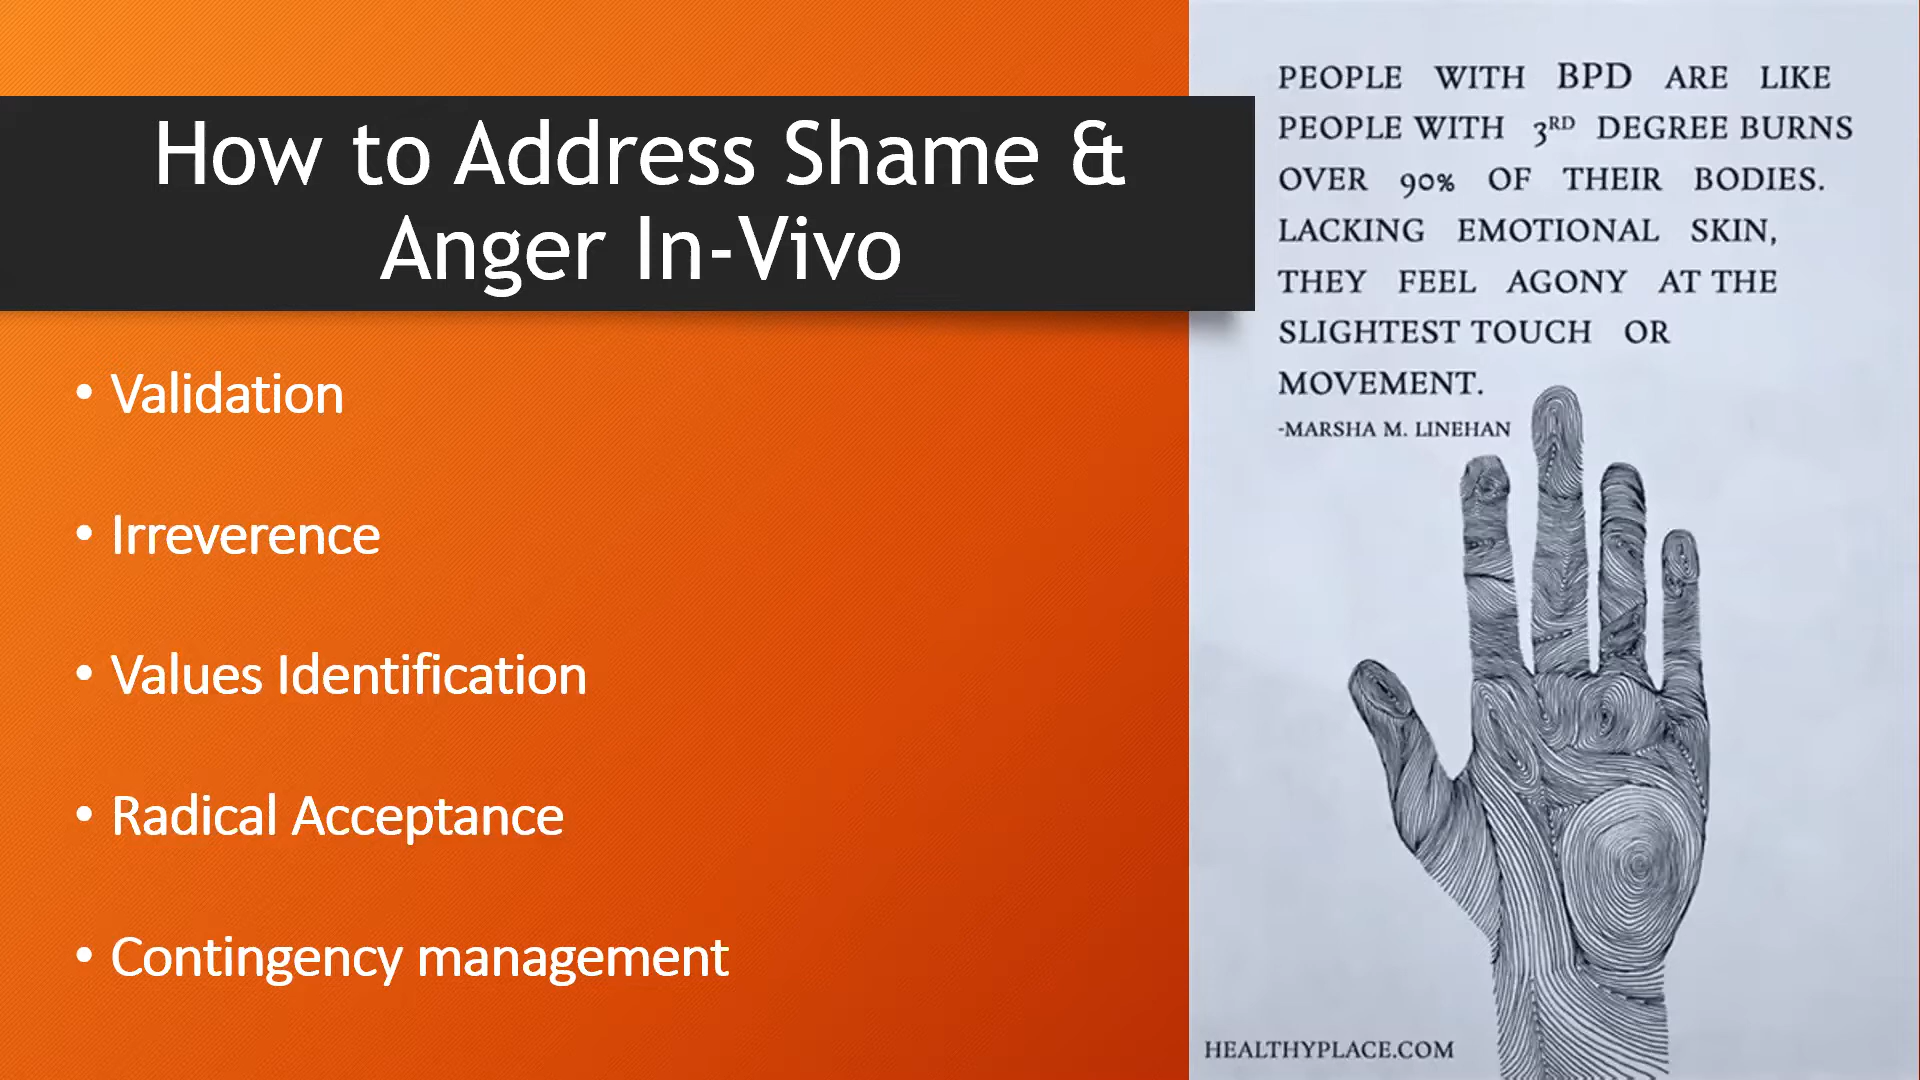 How to Address Shame &
Anger In-Vivo
• Validation
• Irreverence
• Values Identification
• Radical Acceptance
• Contingency management
PEOPLE WITH BPD ARE LIKE
PEOPLE WITH 3RD DEGREE BURNS
OVER 90% OF THEIR BODIES.
LACKING EMOTIONAL SKIN,
THEY FEEL AGONY AT THE
SLIGHTEST TOUCH OR
MOVEMENT.
-MARSHA M. LINEHAN
HEALTHYPLACE.COM